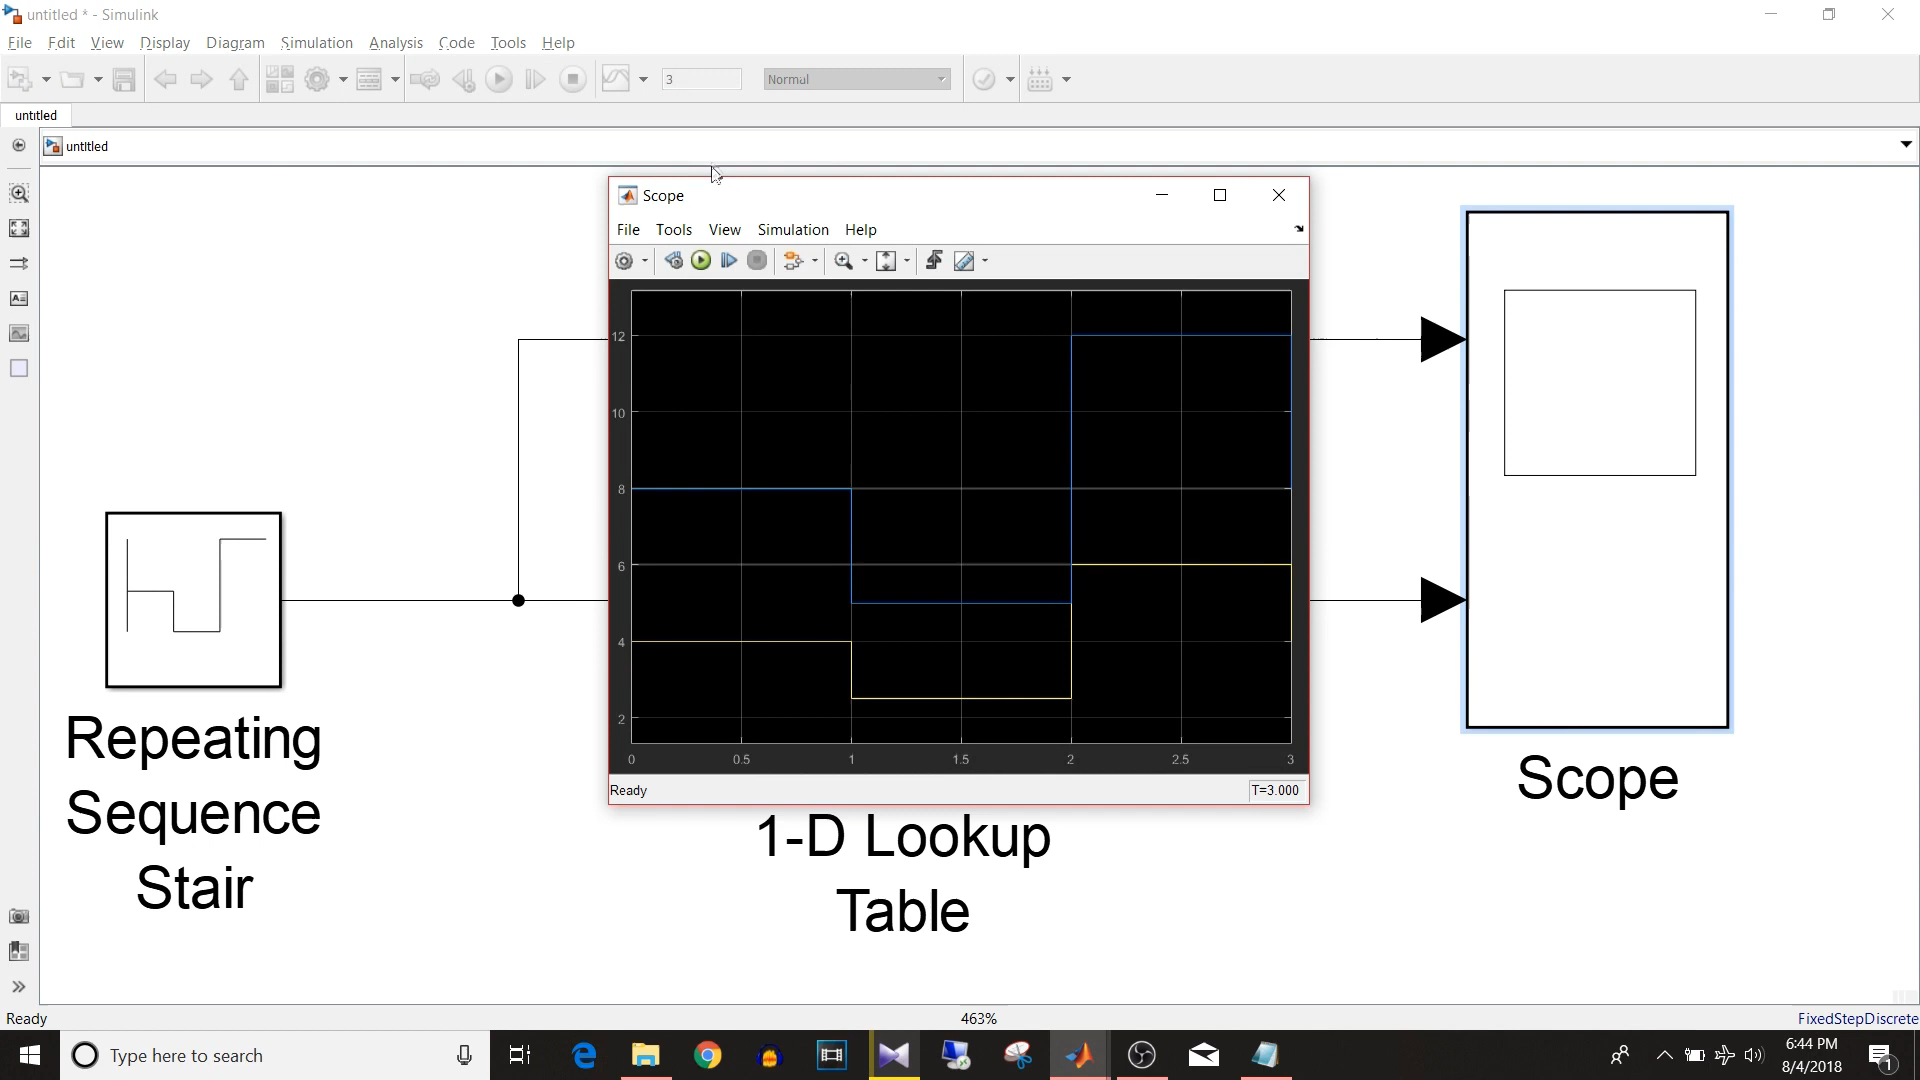 untitled * - Simulink
File Edit View Display Diagram Simulation Analysis Code Tools Help
3 Normal
untitled
untitled
Scope
File Tools View Simulation Help
12
10
8
6
4
2
0 0.5 1 1.5 2 2.5 3
Ready T=3.000
Repeating
Sequence
Stair
1-D Lookup
Table
Scope
Ready 463% FixedStepDiscrete
Type here to search
6:44 PM
8/4/2018
1